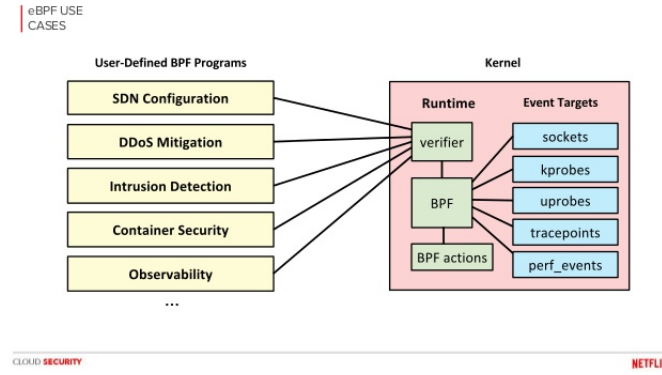 eBPF USE
CASES
User-Defined BPF Programs
SDN Configuration
DDoS Mitigation
Intrusion Detection
Container Security
Observability
...
Kernel
Runtime
verifier
BPF
BPF actions
Event Targets
sockets
kprobes
uprobes
tracepoints
perf_events
CLOUD SECURITY
NETFLI